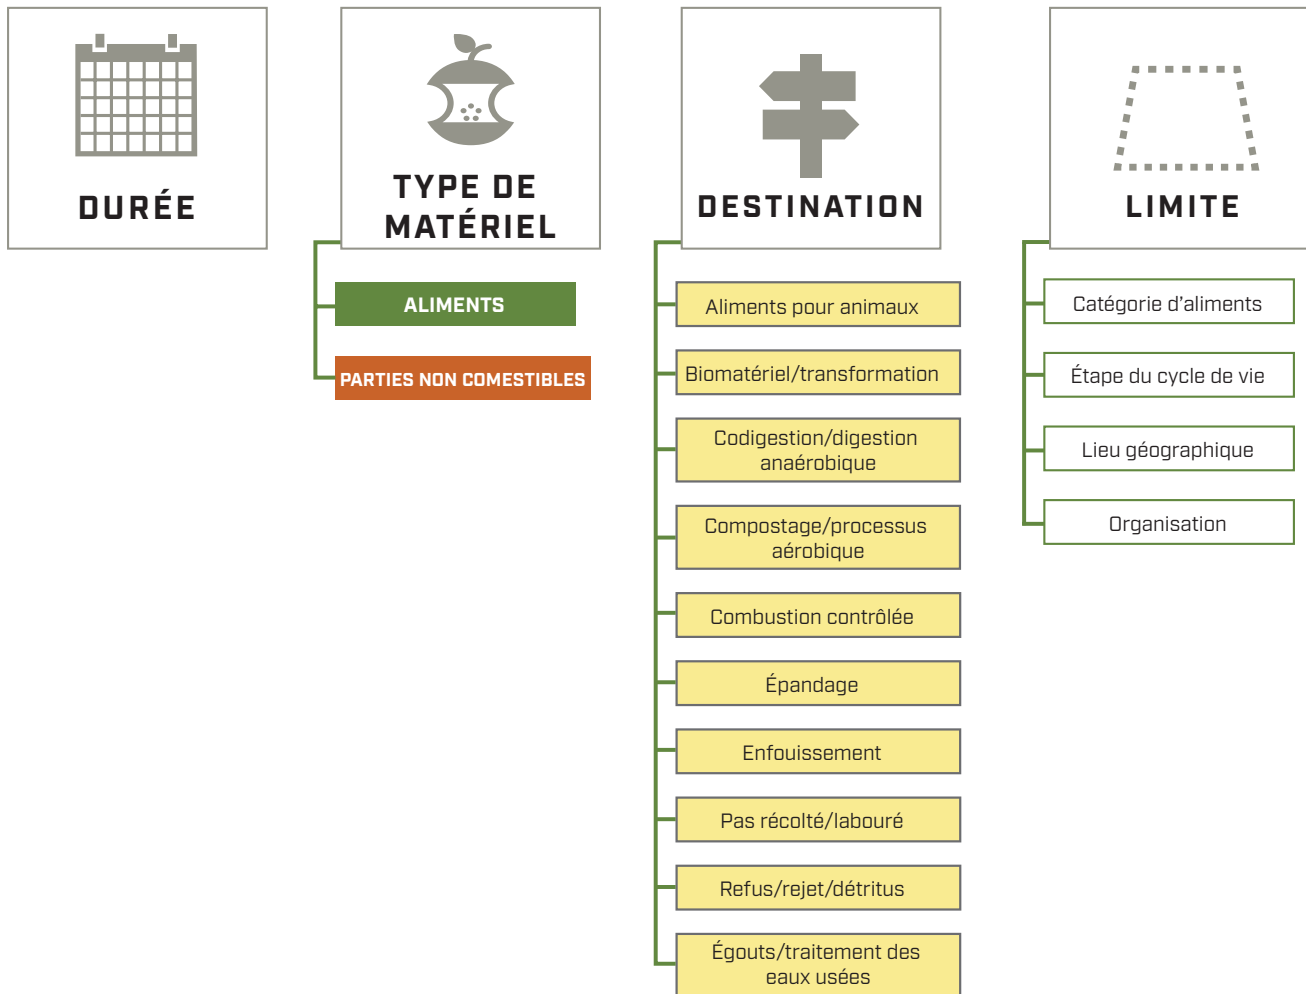 DURÉE
TYPE DE
MATÉRIEL
ALIMENTS
PARTIES NON COMESTIBLES
DESTINATION
Aliments pour animaux
Biomatériel/transformation
Codigestion/digestion
anaérobique
Compostage/processus
aérobique
Combustion contrôlée
Épandage
Enfouissement
Pas récolté/labouré
Refus/rejet/détritus
Égouts/traitement des
eaux usées
LIMITE
Catégorie d'aliments
Étape du cycle de vie
Lieu géographique
Organisation